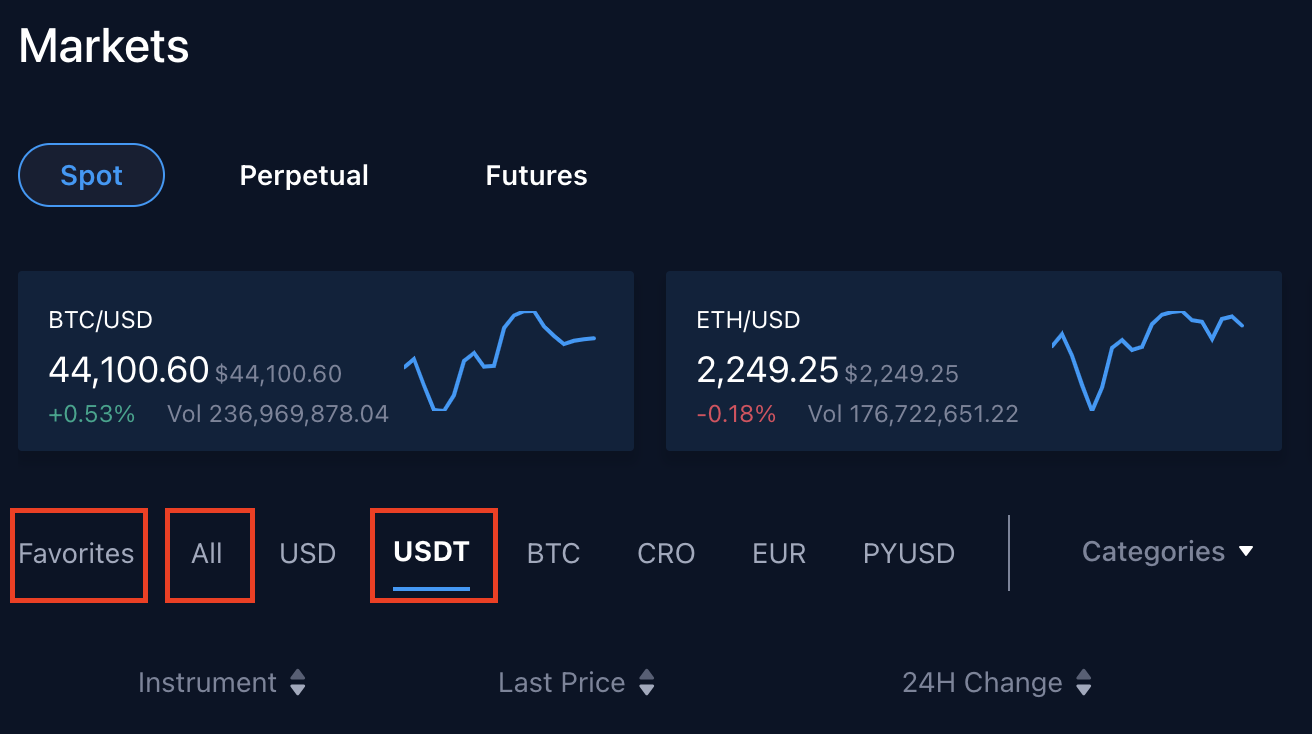 Markets
Spot Perpetual Futures
BTC/USD
44,100.60 $44,100.60
+0.53% Vol 236,969,878.04
ETH/USD
2,249.25 $2,249.25
-0.18% Vol 176,722,651.22
Favorites All USD USDT BTC CRO EUR PYUSD Categories
Instrument Last Price 24H Change